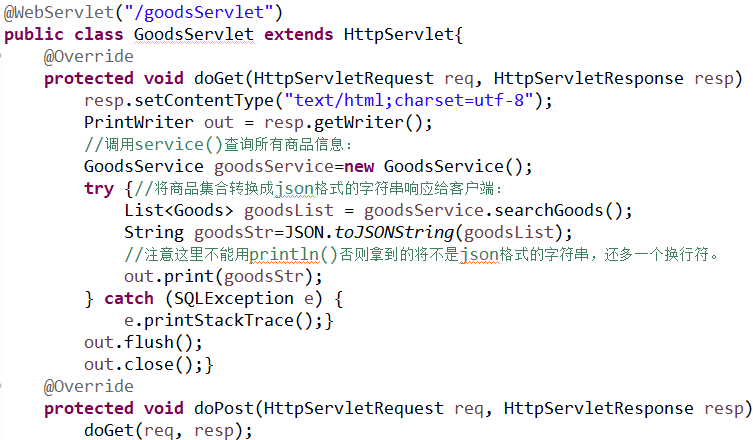 @WebServlet("/goodsServlet")
public class GoodsServlet extends HttpServlet{
    @Override
    protected void doGet(HttpServletRequest req, HttpServletResponse resp)
        resp.setContentType("text/html;charset=utf-8");
        PrintWriter out = resp.getWriter();
        //调用service()查询所有商品信息：
        GoodsService goodsService=new GoodsService();
        try {//将商品集合转换成json格式的字符串响应给客户端：
            List<Goods> goodsList = goodsService.searchGoods();
            String goodsStr=JSON.toJSONString(goodsList);
            //注意这里不能用println()否则拿到的将不是json格式的字符串，还多一个换行符。
            out.print(goodsStr);
        } catch (SQLException e) {
            e.printStackTrace();}
        out.flush();
        out.close();}
    @Override
    protected void doPost(HttpServletRequest req, HttpServletResponse resp)
        doGet(req, resp);